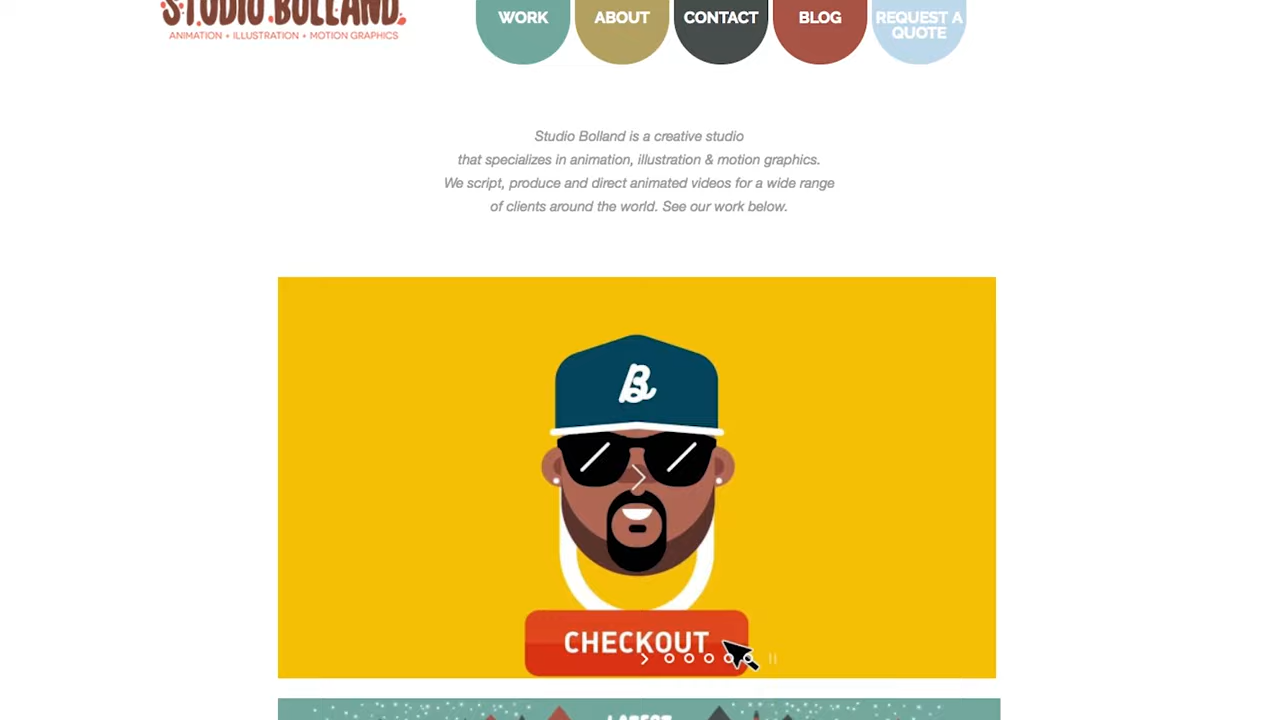 STUDIO BOLLAND.
ANIMATION + ILLUSTRATION + MOTION GRAPHICS
WORK
ABOUT
CONTACT
BLOG
REQUEST A
QUOTE
Studio Bolland is a creative studio
that specializes in animation, illustration & motion graphics.
We script, produce and direct animated videos for a wide range
of clients around the world. See our work below.
B
CHECKOUT
LATEST